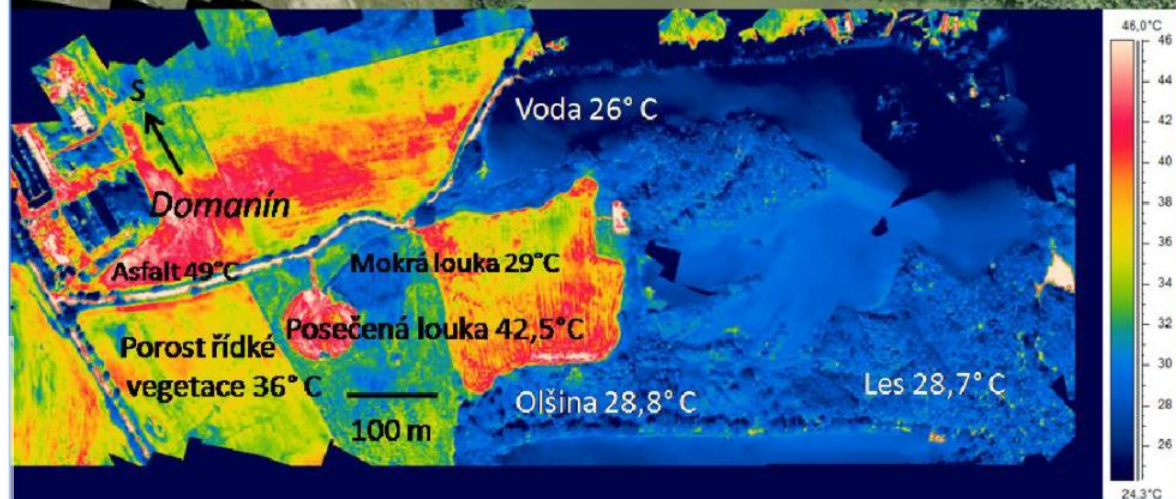 46,0°C
46
44
42
40
38
36
34
32
30
28
26
24.3°C
S
Domanín
Voda 26° C
Asfalt 49°C
Mokrá louka 29°C
Posečená louka 42,5°C
Porost řídké
vegetace 36° C
100 m
Olšina 28,8° C
Les 28,7° C